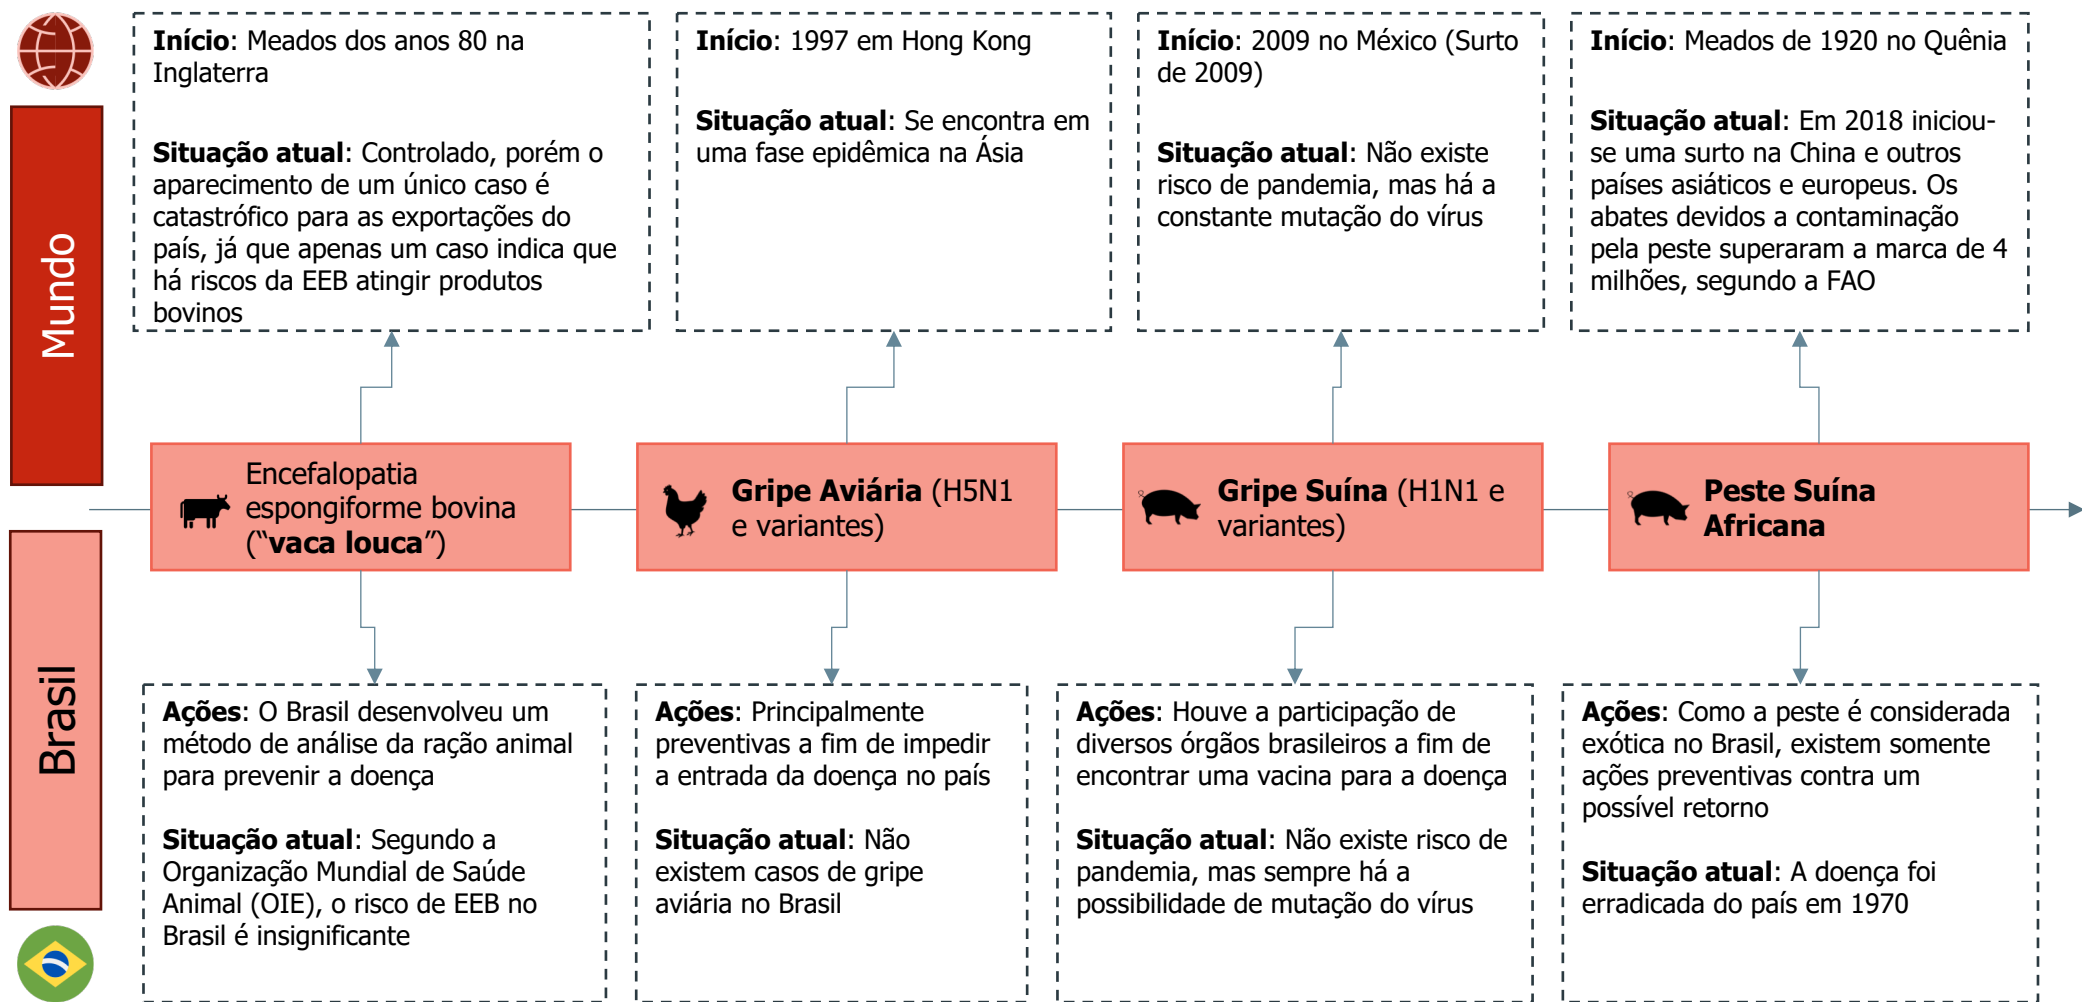 Mundo
Início: Meados dos anos 80 na
Inglaterra
Situação atual: Controlado, porém o
aparecimento de um único caso é
catastrófico para as exportações do
país, já que apenas um caso indica que
há riscos da EEB atingir produtos
bovinos
Início: 1997 em Hong Kong
Situação atual: Se encontra em
uma fase epidêmica na Ásia
Início: 2009 no México (Surto
de 2009)
Situação atual: Não existe
risco de pandemia, mas há a
constante mutação do vírus
Início: Meados de 1920 no Quênia
Situação atual: Em 2018 iniciou-
se uma surto na China e outros
países asiáticos e europeus. Os
abates devidos a contaminação
pela peste superaram a marca de 4
milhões, segundo a FAO
Encefalopatia
espongiforme bovina
(“vaca louca”)
Gripe Aviária (H5N1
e variantes)
Gripe Suína (H1N1 e
variantes)
Peste Suína
Africana
Brasil
Ações: O Brasil desenvolveu um
método de análise da ração animal
para prevenir a doença
Situação atual: Segundo a
Organização Mundial de Saúde
Animal (OIE), o risco de EEB no
Brasil é insignificante
Ações: Principalmente
preventivas a fim de impedir
a entrada da doença no país
Situação atual: Não
existem casos de gripe
aviária no Brasil
Ações: Houve a participação de
diversos órgãos brasileiros a fim de
encontrar uma vacina para a doença
Situação atual: Não existe risco de
pandemia, mas sempre há a
possibilidade de mutação do vírus
Ações: Como a peste é considerada
exótica no Brasil, existem somente
ações preventivas contra um
possível retorno
Situação atual: A doença foi
erradicada do país em 1970